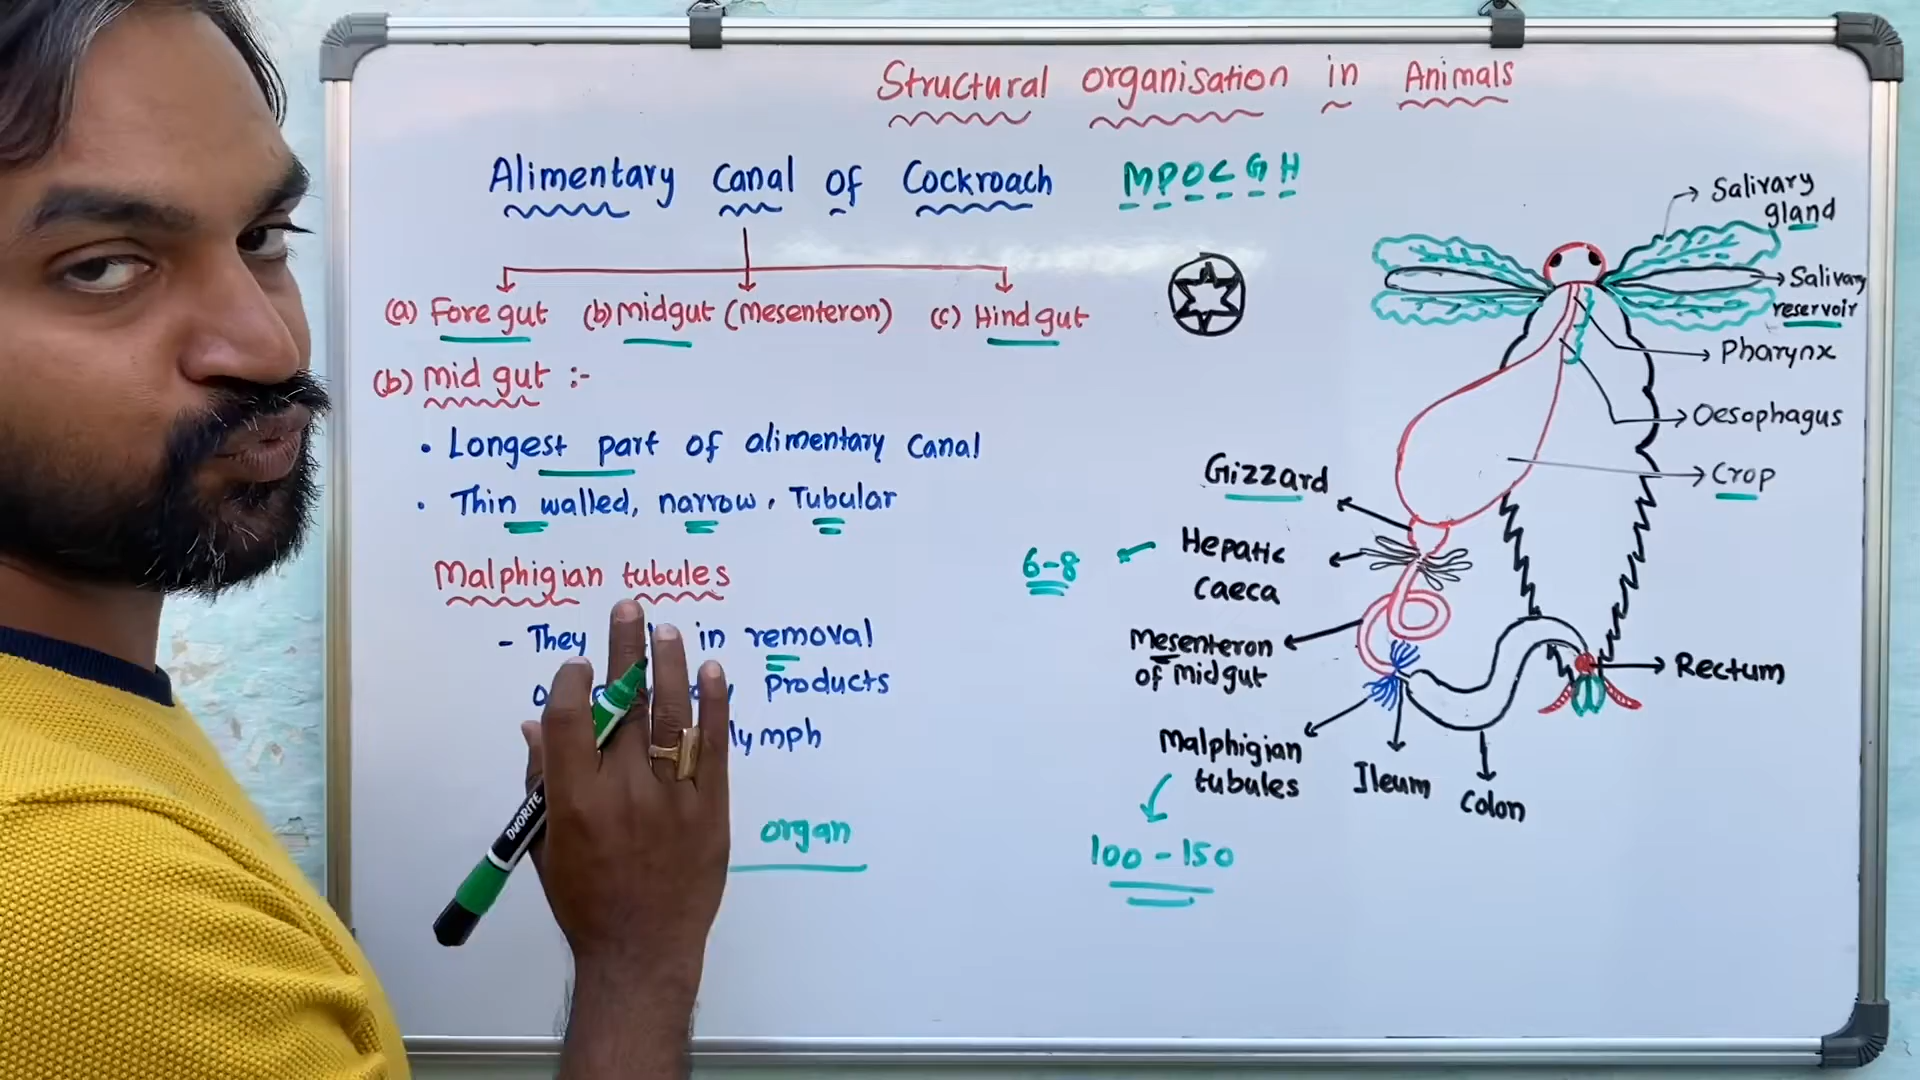 Structural organisation in Animals
Alimentary Canal of Cockroach MPOCGH
(a) Fore gut (b) midgut (Mesenteron) (c) Hind gut
(b) Mid gut :-
• Longest part of alimentary Canal
• Thin walled, narrow, Tubular
Malphigian tubules
- They in removal
Products
lymph
organ
Salivary
gland
Salivary
reservoir
Pharynx
Oesophagus
Crop
Gizzard
6-8 Hepatic
Caeca
Mesenteron
of midgut
Rectum
Malphigian
tubules
Ileum
Colon
100-150
DUORITE